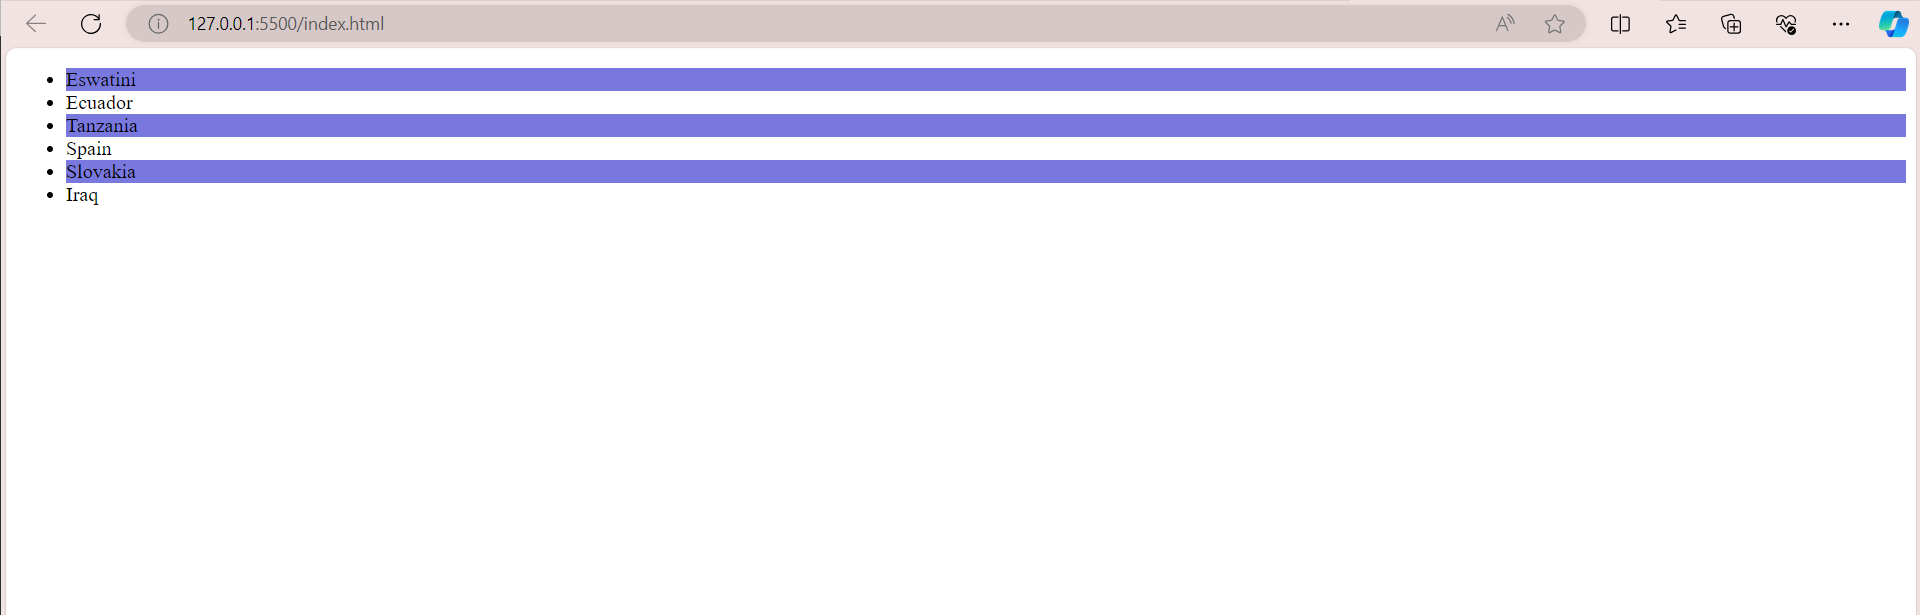 127.0.0.1:5500/index.html
Eswatini
Ecuador
Tanzania
Spain
Slovakia
Iraq